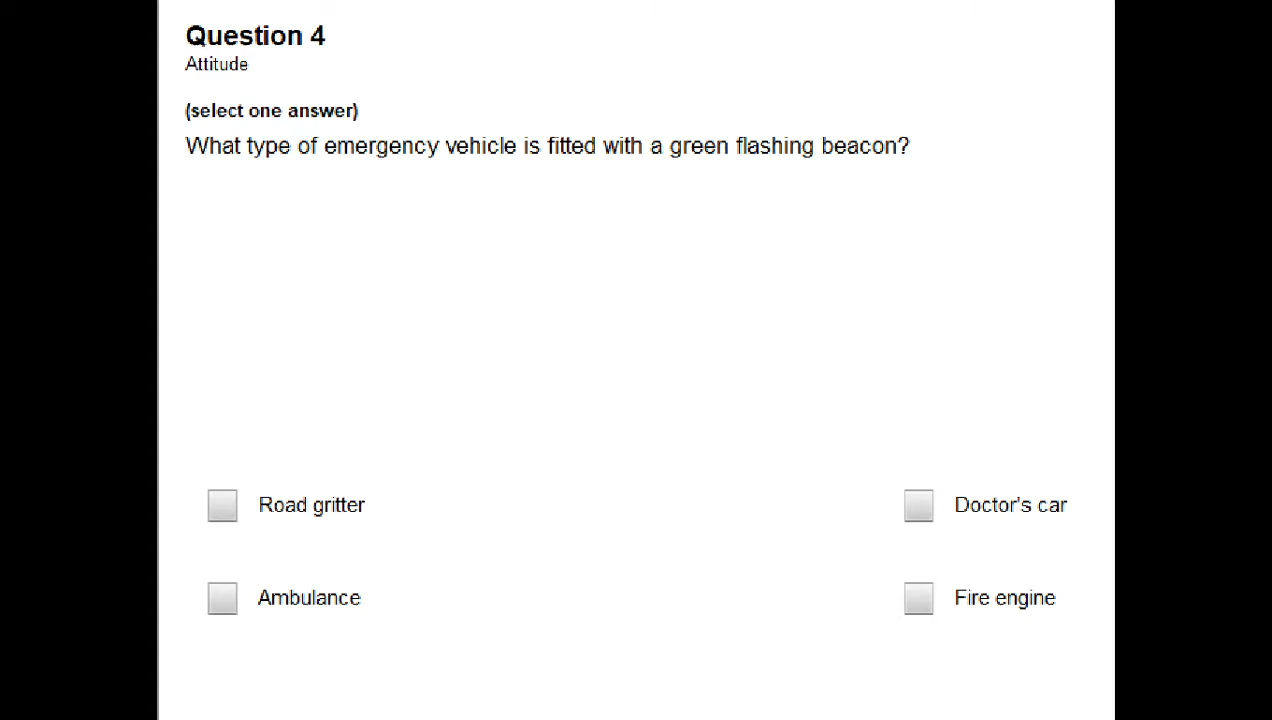 Question 4
Attitude
(select one answer)
What type of emergency vehicle is fitted with a green flashing beacon?
Road gritter
Doctor's car
Ambulance
Fire engine